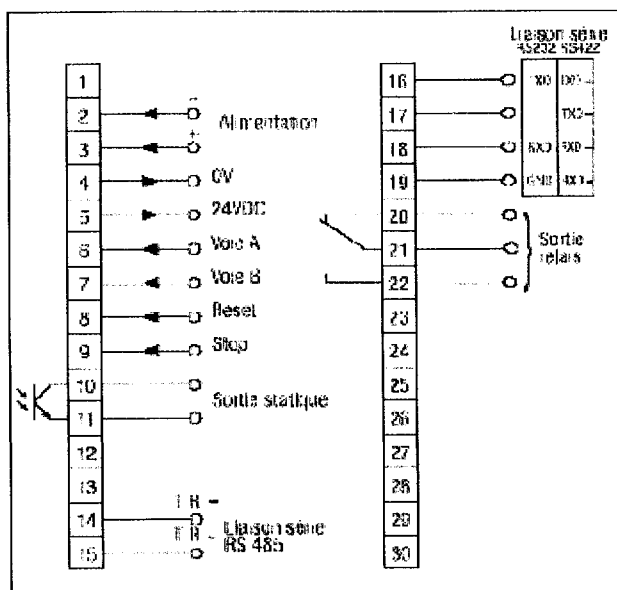 Liaison série
RS232 RS422
1
2
-
Alimentation
3
+
4
0V
5
24VDC
6
Voie A
7
Voie B
8
Reset
9
Stop
10
11
Sortie statique
12
13
14
T R -
15
Liaison série
RS 485
16
TXD
17
18
RXD
19
GND
20
21
22
Sortie
relais
23
24
25
26
27
28
29
30